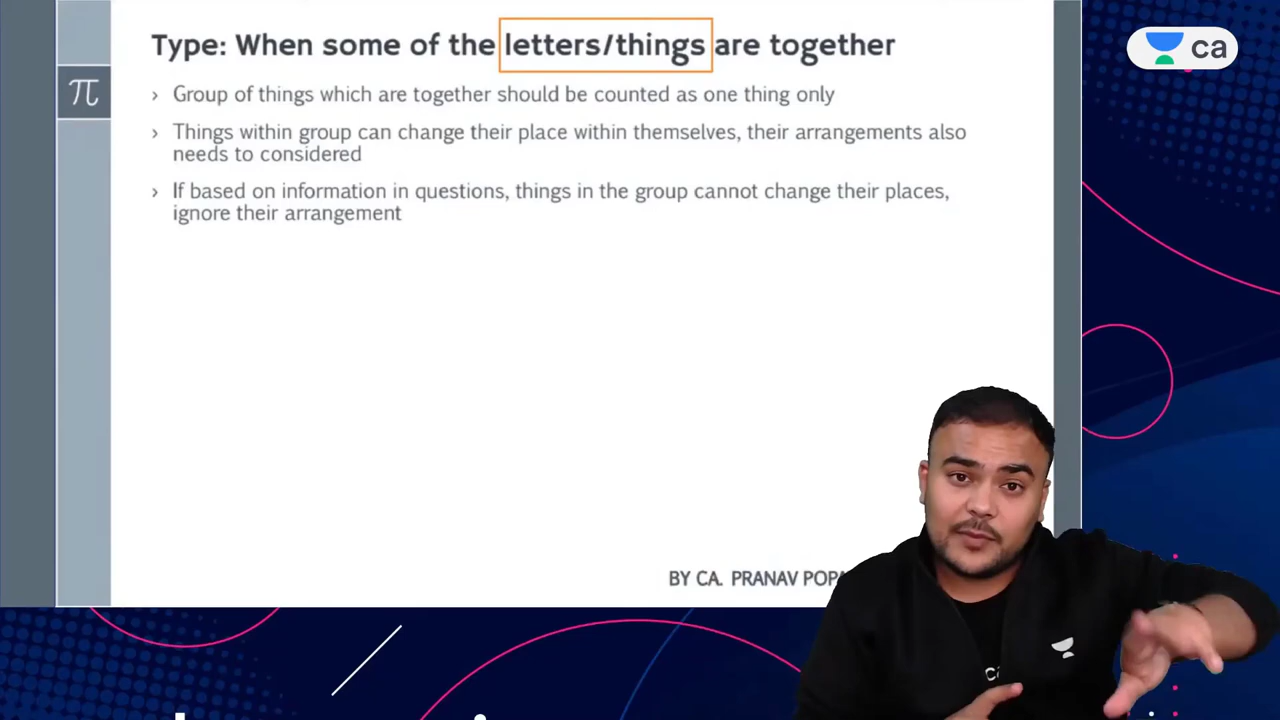 Type: When some of the letters/things are together
ca
π
› Group of things which are together should be counted as one thing only
› Things within group can change their place within themselves, their arrangements also
needs to considered
› If based on information in questions, things in the group cannot change their places,
ignore their arrangement
BY CA. PRANAV
ca